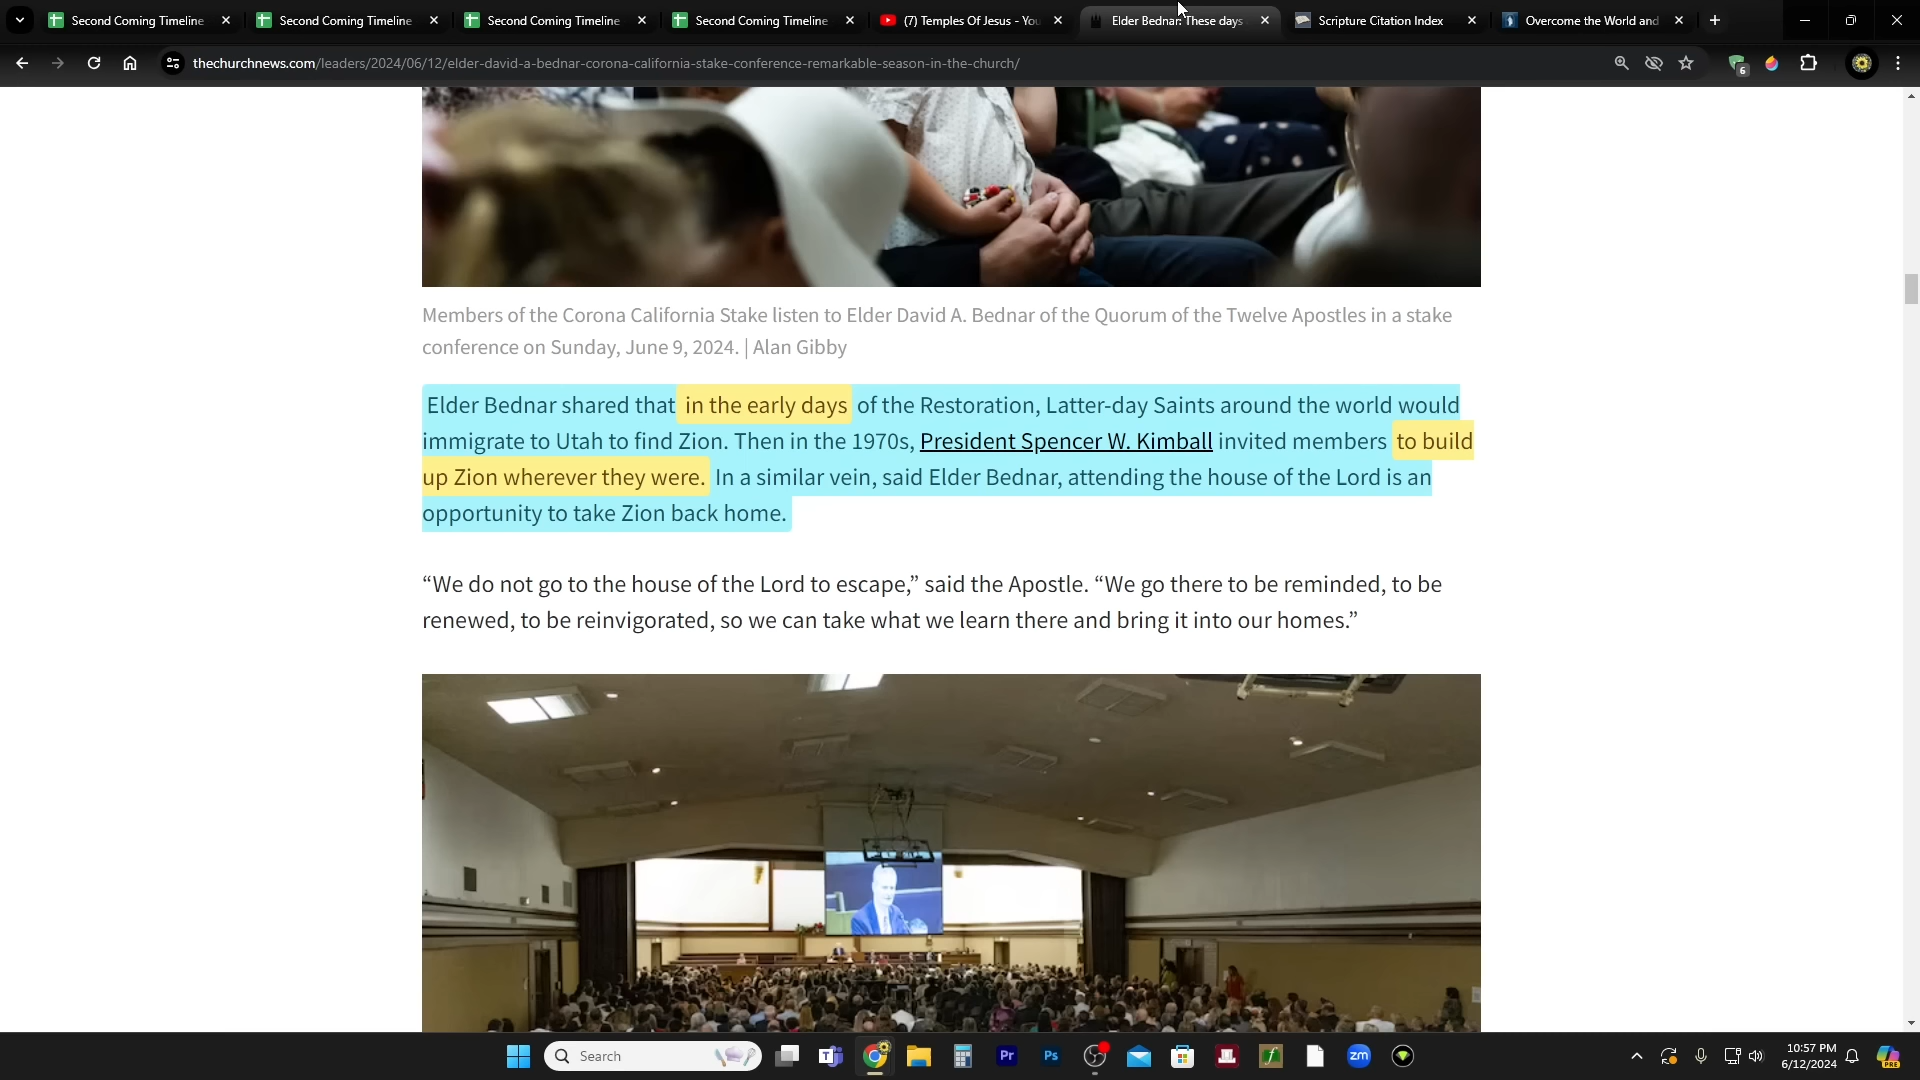 Second Coming Timeline
Second Coming Timeline
Second Coming Timeline
Second Coming Timeline
(7) Temples Of Jesus - You
Elder Bednar: These days
Scripture Citation Index
Overcome the World and
thechurchnews.com/leaders/2024/06/12/elder-david-a-bednar-corona-california-stake-conference-remarkable-season-in-the-church/
6
Members of the Corona California Stake listen to Elder David A. Bednar of the Quorum of the Twelve Apostles in a stake
conference on Sunday, June 9, 2024. | Alan Gibby
Elder Bednar shared that in the early days of the Restoration, Latter-day Saints around the world would
immigrate to Utah to find Zion. Then in the 1970s, President Spencer W. Kimball invited members to build
up Zion wherever they were. In a similar vein, said Elder Bednar, attending the house of the Lord is an
opportunity to take Zion back home.
“We do not go to the house of the Lord to escape,” said the Apostle. “We go there to be reminded, to be
renewed, to be reinvigorated, so we can take what we learn there and bring it into our homes.”
Search
Pr
Ps
zm
10:57 PM
6/12/2024
PRE